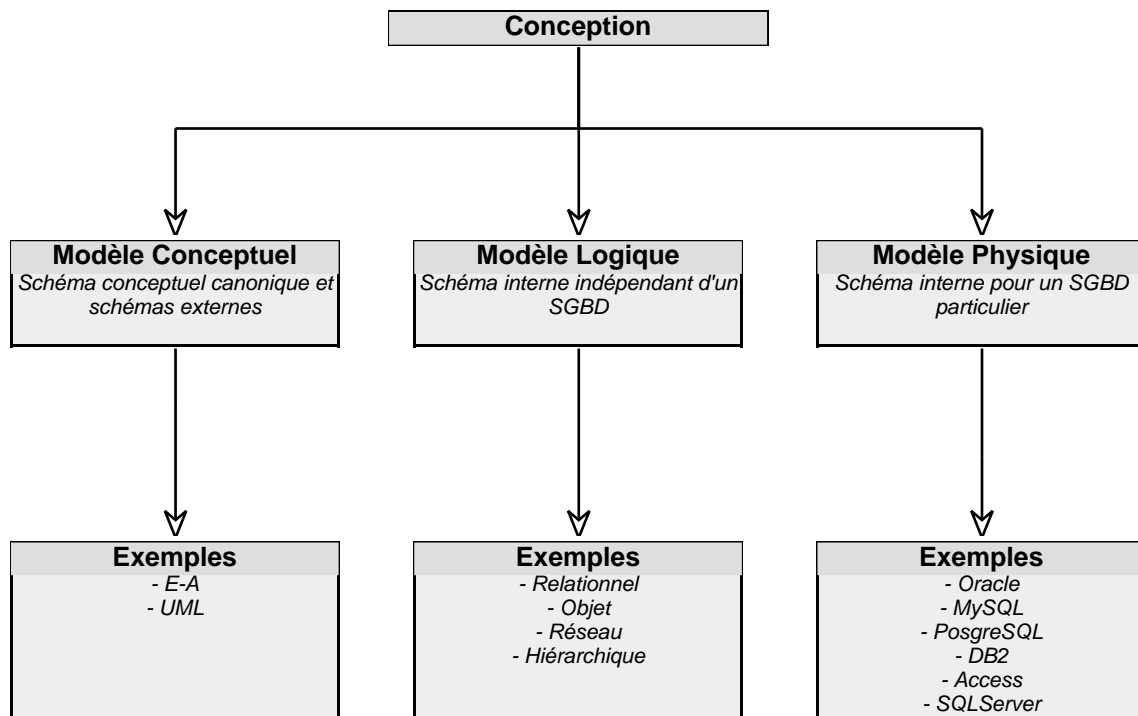 Conception
Modèle Conceptuel
Schéma conceptuel canonique et
schémas externes
Modèle Logique
Schéma interne indépendant d'un
SGBD
Modèle Physique
Schéma interne pour un SGBD
particulier
Exemples
- E-A
- UML
Exemples
- Relationnel
- Objet
- Réseau
- Hiérarchique
Exemples
- Oracle
- MySQL
- PosgreSQL
- DB2
- Access
- SQLServer